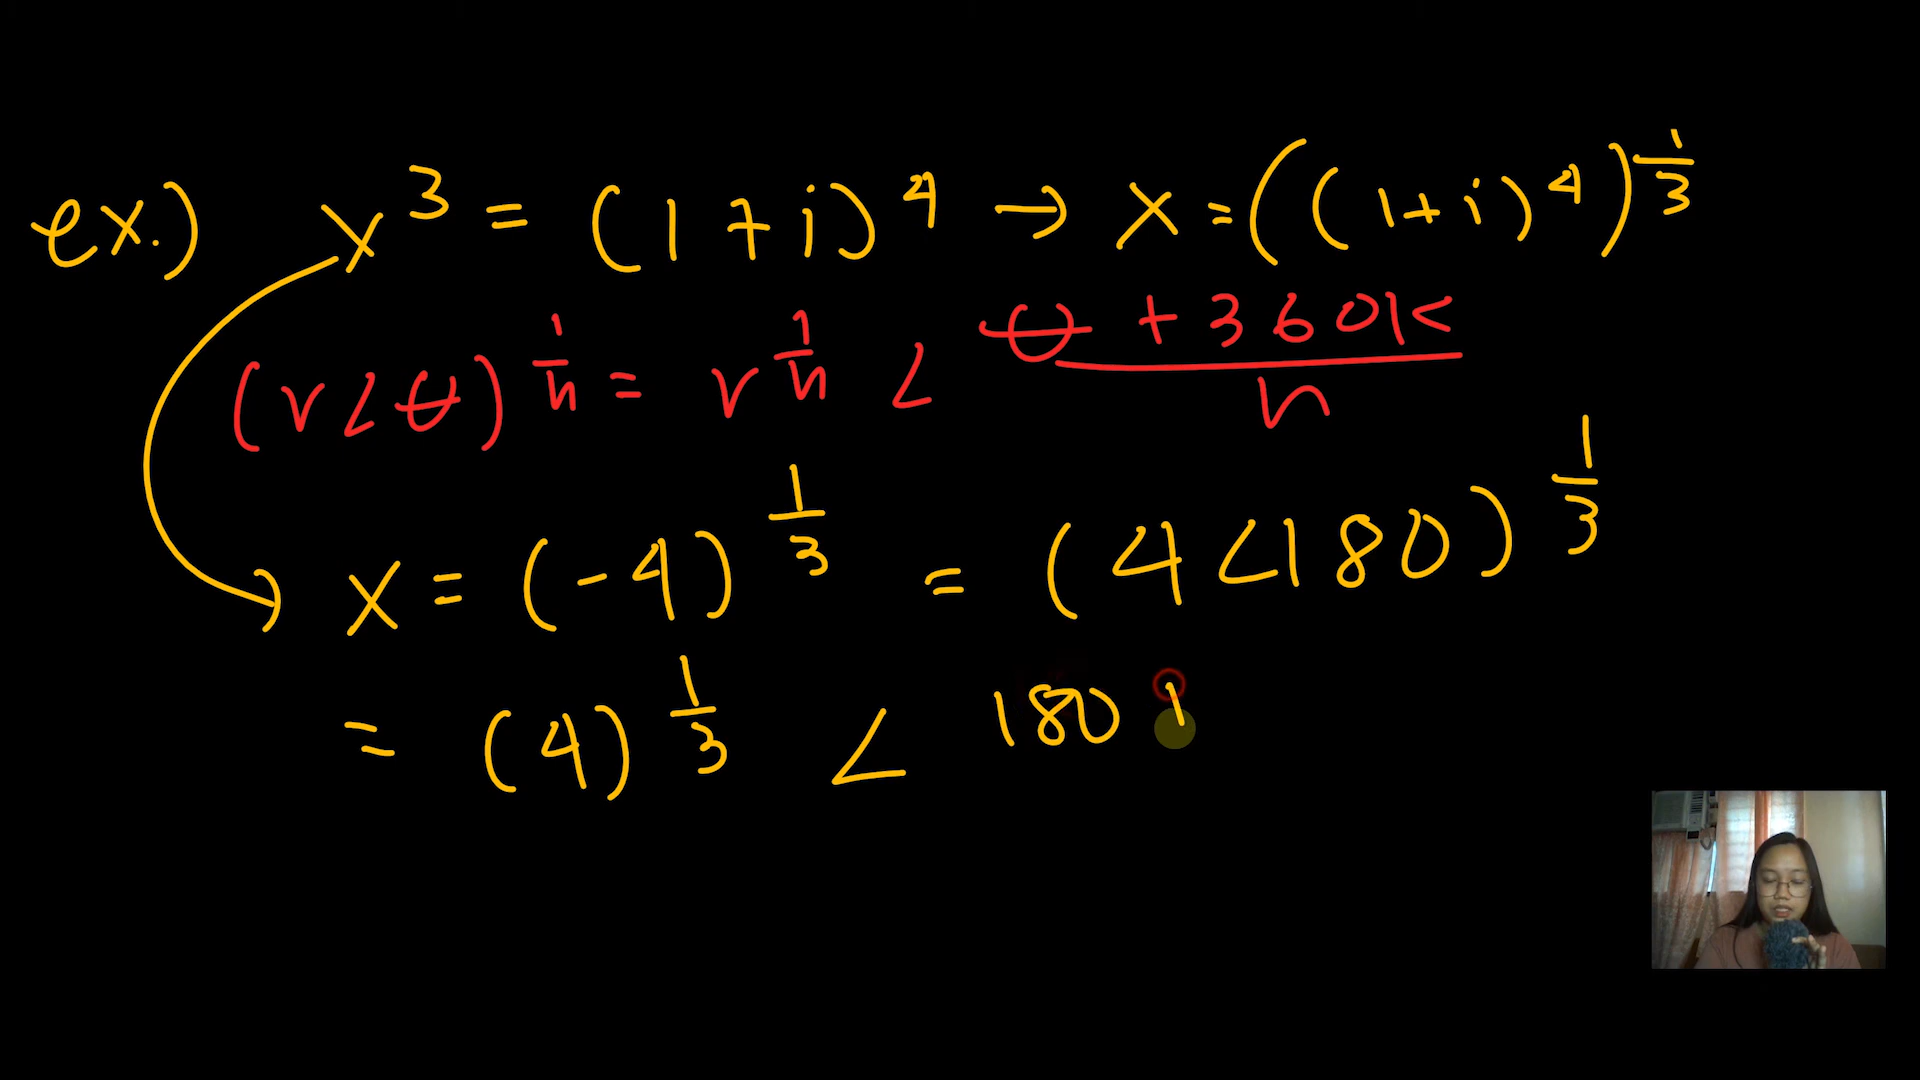 ex.) x³ = (1 + i)⁴ → x = ((1 + i)⁴)^(1/3)
(r∠θ)^(1/n) = r^(1/n) ∠ (θ + 360k)/n
x = (-4)^(1/3) = (4∠180)^(1/3)
= (4)^(1/3) ∠ 180